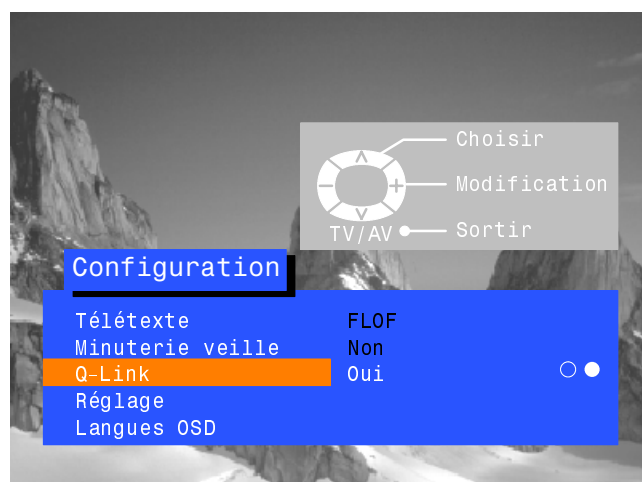 Choisir
Modification
TV/AV Sortir
Configuration
Télétexte FLOF
Minuterie veille Non
Q-Link Oui
Réglage
Langues OSD